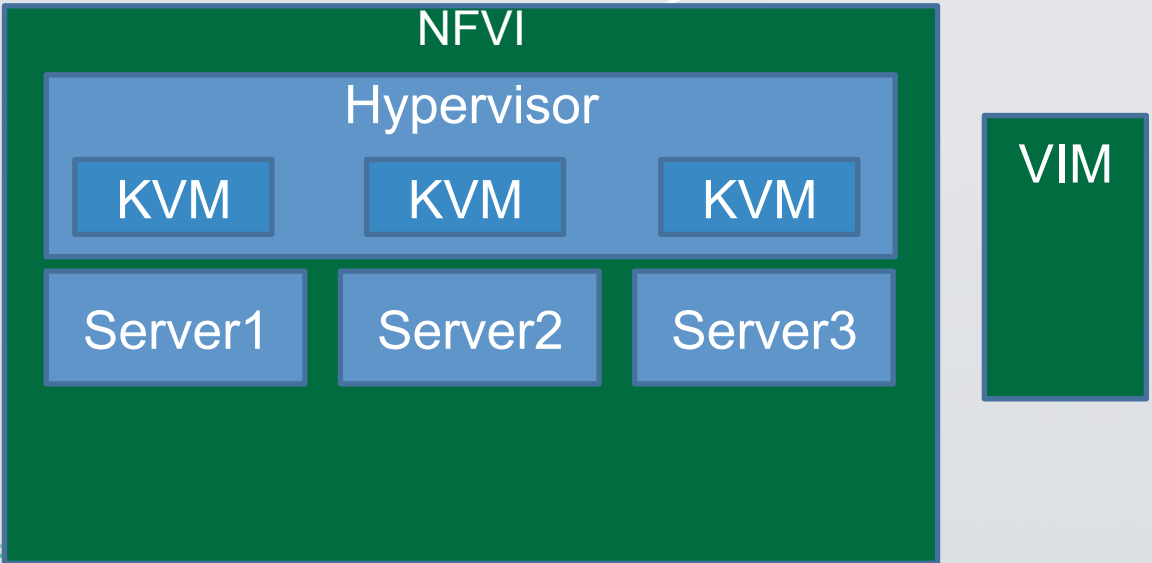 NFVI
Hypervisor
VIM
KVM KVM KVM
Server1 Server2 Server3